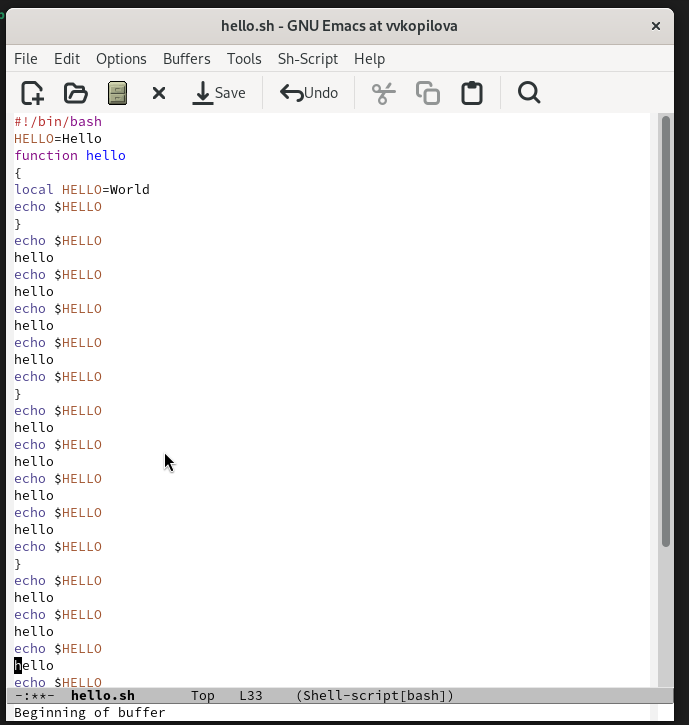 hello.sh - GNU Emacs at vvkopilova
File Edit Options Buffers Tools Sh-Script Help
Save Undo
#!/bin/bash
HELLO=Hello
function hello
{
local HELLO=World
echo $HELLO
}
echo $HELLO
hello
echo $HELLO
hello
echo $HELLO
hello
echo $HELLO
hello
echo $HELLO
}
echo $HELLO
hello
echo $HELLO
hello
echo $HELLO
hello
echo $HELLO
hello
echo $HELLO
}
echo $HELLO
hello
echo $HELLO
hello
echo $HELLO
hello
echo $HELLO
-:**- hello.sh Top L33 (Shell-script[bash])
Beginning of buffer